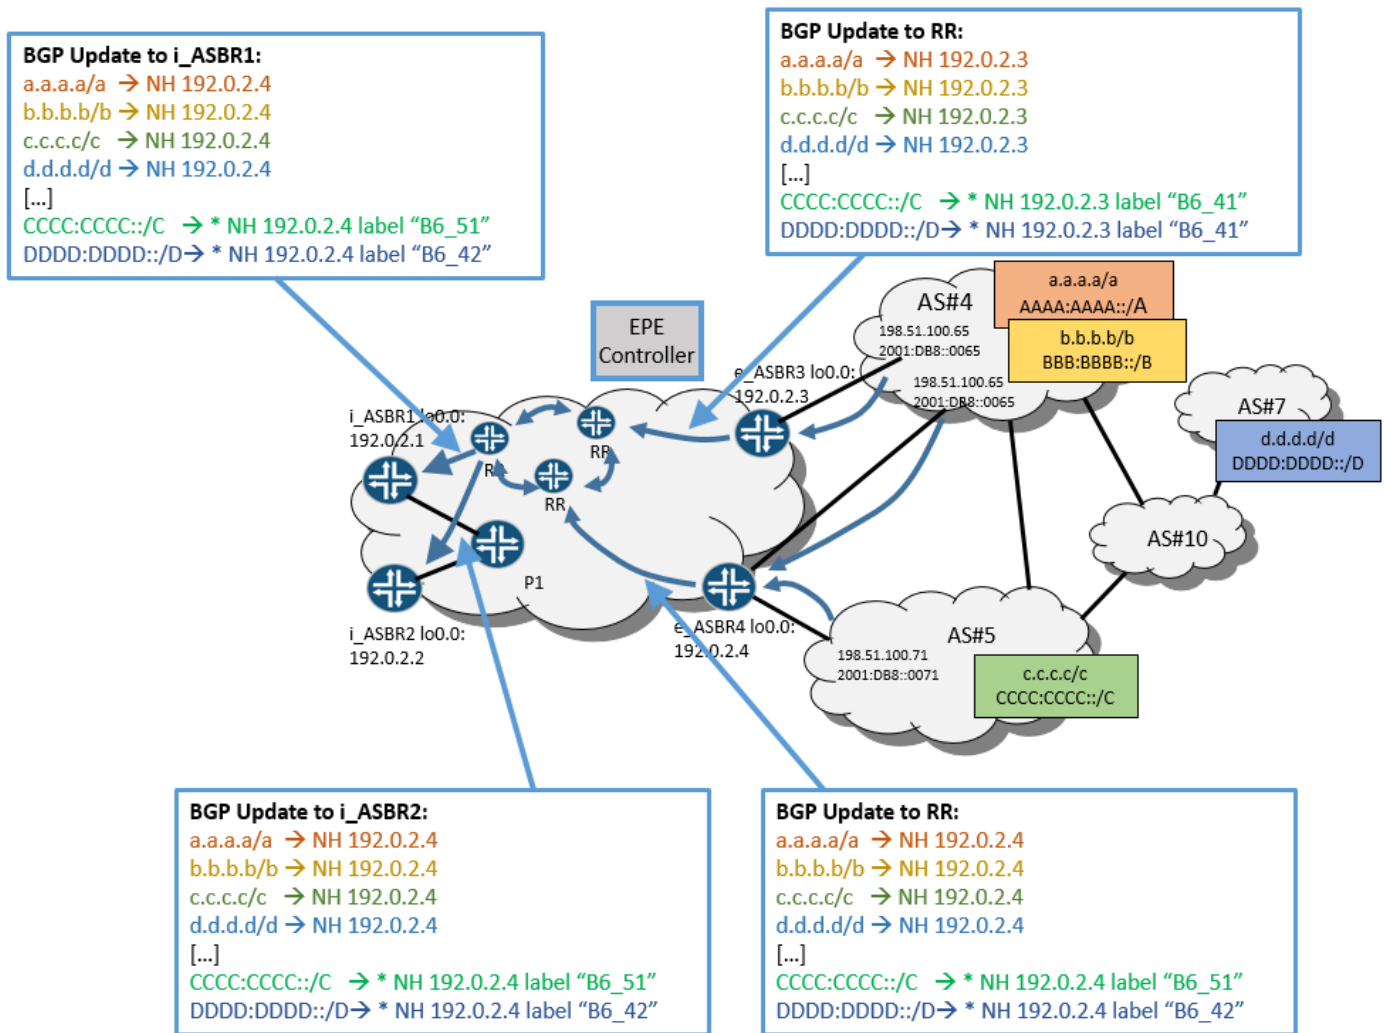 BGP Update to i_ASBR1:
a.a.a.a/a → NH 192.0.2.4
b.b.b.b/b → NH 192.0.2.4
c.c.c.c/c → NH 192.0.2.4
d.d.d.d/d → NH 192.0.2.4
[...]
CCCC:CCCC::/C → * NH 192.0.2.4 label “B6_51”
DDDD:DDDD::/D→ * NH 192.0.2.4 label “B6_42”
BGP Update to RR:
a.a.a.a/a → NH 192.0.2.3
b.b.b.b/b → NH 192.0.2.3
c.c.c.c/c → NH 192.0.2.3
d.d.d.d/d → NH 192.0.2.3
[...]
CCCC:CCCC::/C → * NH 192.0.2.3 label “B6_41”
DDDD:DDDD::/D→ * NH 192.0.2.3 label “B6_41”
EPE
Controller
AS#4
198.51.100.65
2001:DB8::0065
198.51.100.65
2001:DB8::0065
a.a.a.a/a
AAAA:AAAA::/A
b.b.b.b/b
BBB:BBBB::/B
AS#7
d.d.d.d/d
DDDD:DDDD::/D
AS#10
e_ASBR3 lo0.0:
192.0.2.3
i_ASBR1 lo0.0:
192.0.2.1
RR
RR
RR
P1
i_ASBR2 lo0.0:
192.0.2.2
e_ASBR4 lo0.0:
192.0.2.4
AS#5
198.51.100.71
2001:DB8::0071
c.c.c.c/c
CCCC:CCCC::/C
BGP Update to i_ASBR2:
a.a.a.a/a → NH 192.0.2.4
b.b.b.b/b → NH 192.0.2.4
c.c.c.c/c → NH 192.0.2.4
d.d.d.d/d → NH 192.0.2.4
[...]
CCCC:CCCC::/C → * NH 192.0.2.4 label “B6_51”
DDDD:DDDD::/D→ * NH 192.0.2.4 label “B6_42”
BGP Update to RR:
a.a.a.a/a → NH 192.0.2.4
b.b.b.b/b → NH 192.0.2.4
c.c.c.c/c → NH 192.0.2.4
d.d.d.d/d → NH 192.0.2.4
[...]
CCCC:CCCC::/C → * NH 192.0.2.4 label “B6_51”
DDDD:DDDD::/D→ * NH 192.0.2.4 label “B6_42”